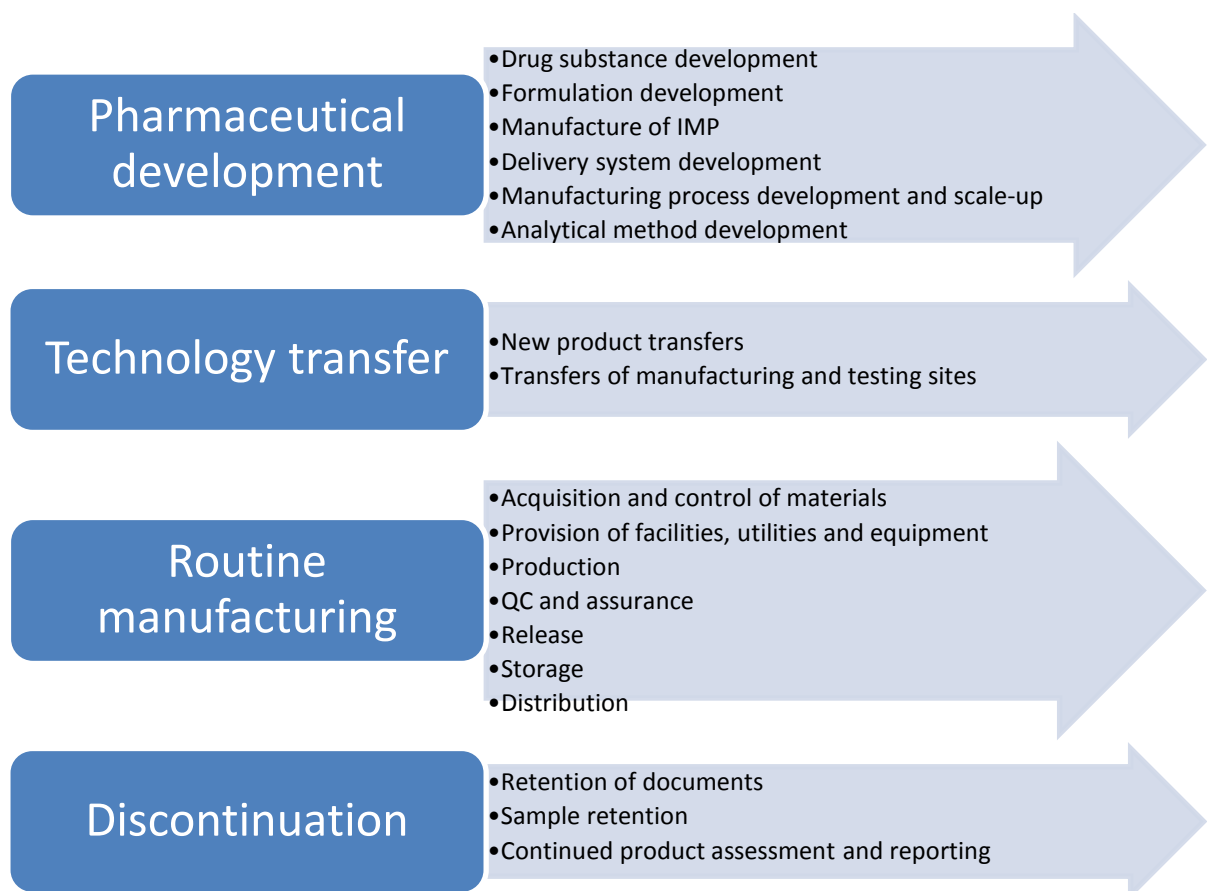 Pharmaceutical
development
•Drug substance development
•Formulation development
•Manufacture of IMP
•Delivery system development
•Manufacturing process development and scale-up
•Analytical method development
Technology transfer
•New product transfers
•Transfers of manufacturing and testing sites
Routine
manufacturing
•Acquisition and control of materials
•Provision of facilities, utilities and equipment
•Production
•QC and assurance
•Release
•Storage
•Distribution
Discontinuation
•Retention of documents
•Sample retention
•Continued product assessment and reporting